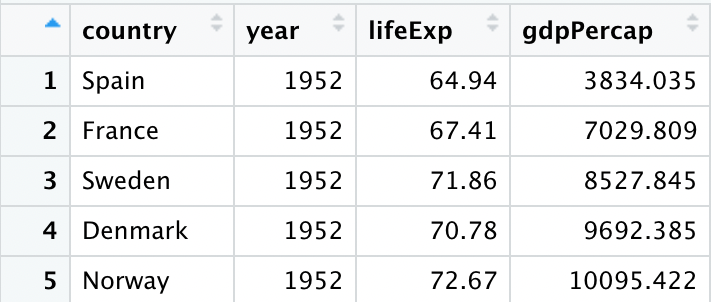 country year lifeExp gdpPercap
1 Spain 1952 64.94 3834.035
2 France 1952 67.41 7029.809
3 Sweden 1952 71.86 8527.845
4 Denmark 1952 70.78 9692.385
5 Norway 1952 72.67 10095.422